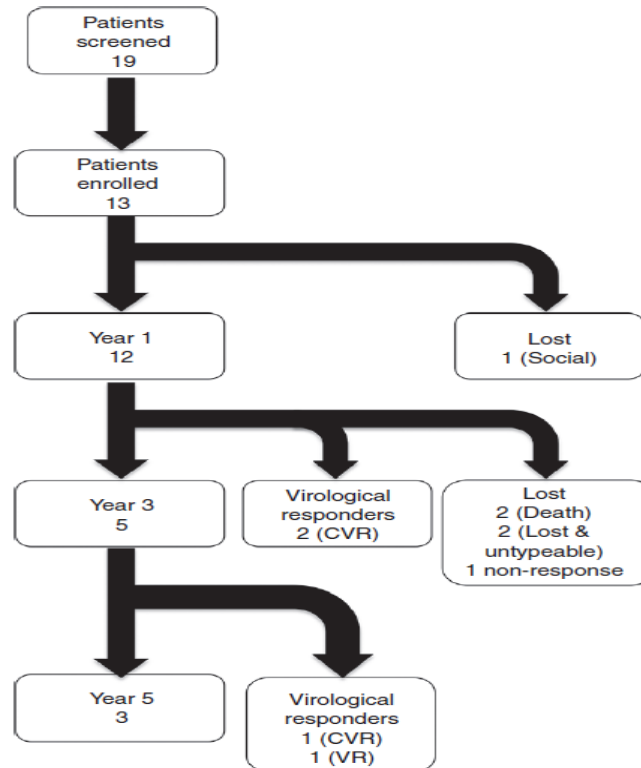 Patients
screened
19
Patients
enrolled
13
Year 1
12
Lost
1 (Social)
Year 3
5
Virological
responders
2 (CVR)
Lost
2 (Death)
2 (Lost &
untypeable)
1 non-response
Year 5
3
Virological
responders
1 (CVR)
1 (VR)